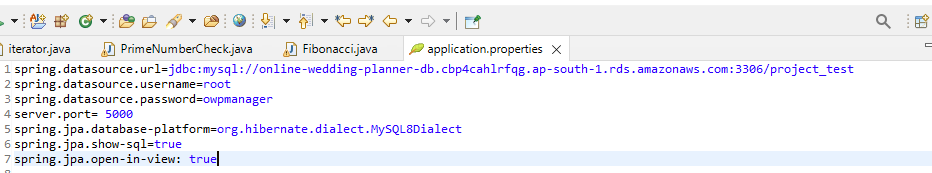 iterator.java PrimeNumberCheck.java Fibonacci.java application.properties
1 spring.datasource.url=jdbc:mysql://online-wedding-planner-db.cbp4cahlrfqg.ap-south-1.rds.amazonaws.com:3306/project_test
2 spring.datasource.username=root
3 spring.datasource.password=owpmanager
4 server.port= 5000
5 spring.jpa.database-platform=org.hibernate.dialect.MySQL8Dialect
6 spring.jpa.show-sql=true
7 spring.jpa.open-in-view: true